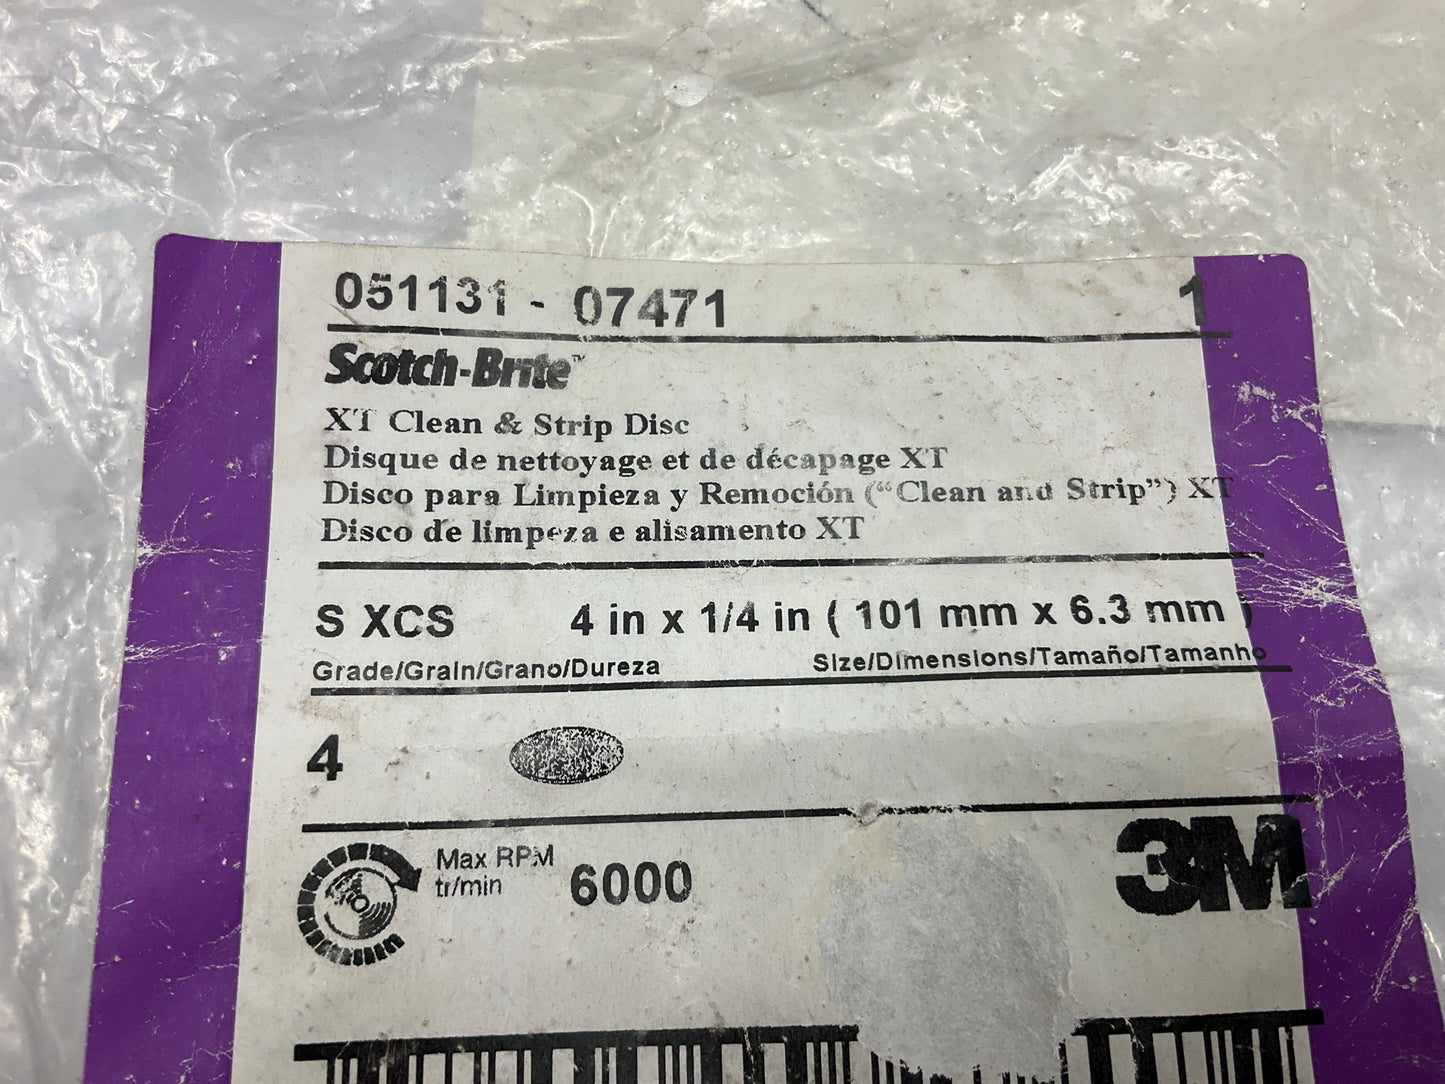 051131 - 07471 1
Scotch-Brite™
XT Clean & Strip Disc
Disque de nettoyage et de décapage XT
Disco para Limpieza y Remoción (“Clean and Strip”) XT
Disco de limpeza e alisamento XT
S XCS 4 in x 1/4 in ( 101 mm x 6.3 mm )
Grade/Grain/Grano/Dureza Size/Dimensions/Tamaño/Tamanho
4
Max RPM
tr/min 6000
3M